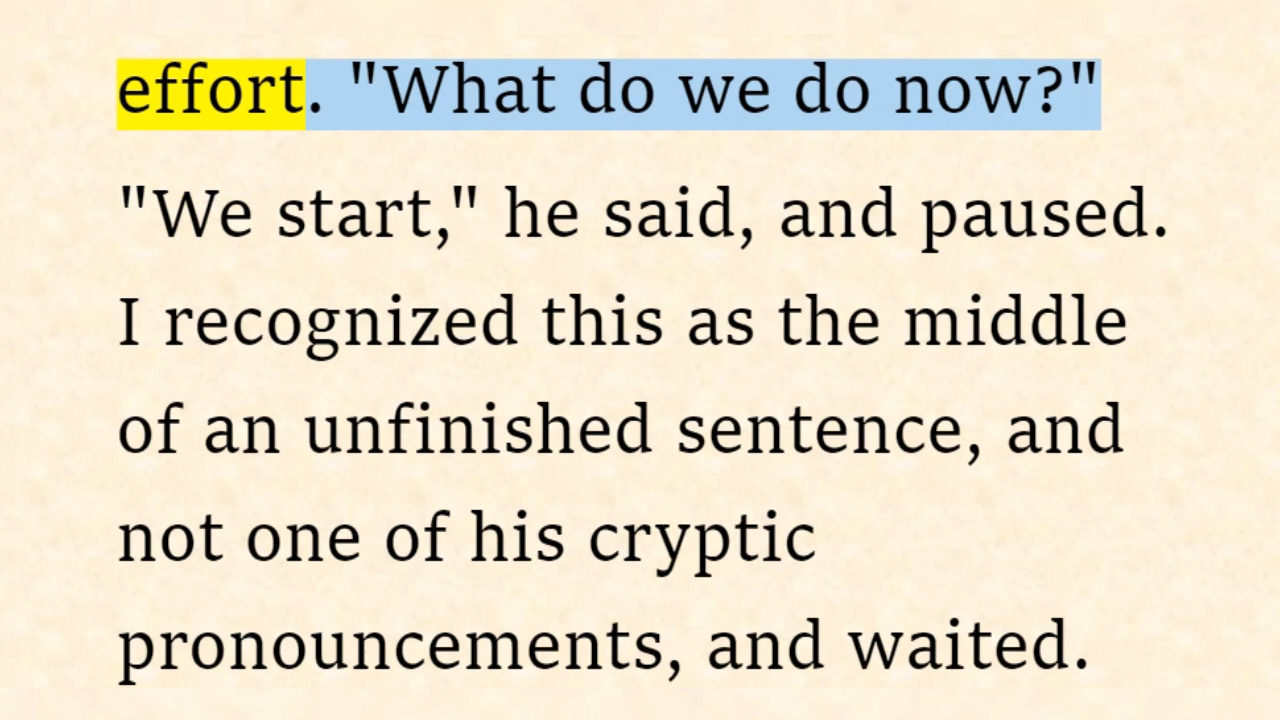 effort. "What do we do now?"
"We start," he said, and paused.
I recognized this as the middle
of an unfinished sentence, and
not one of his cryptic
pronouncements, and waited.